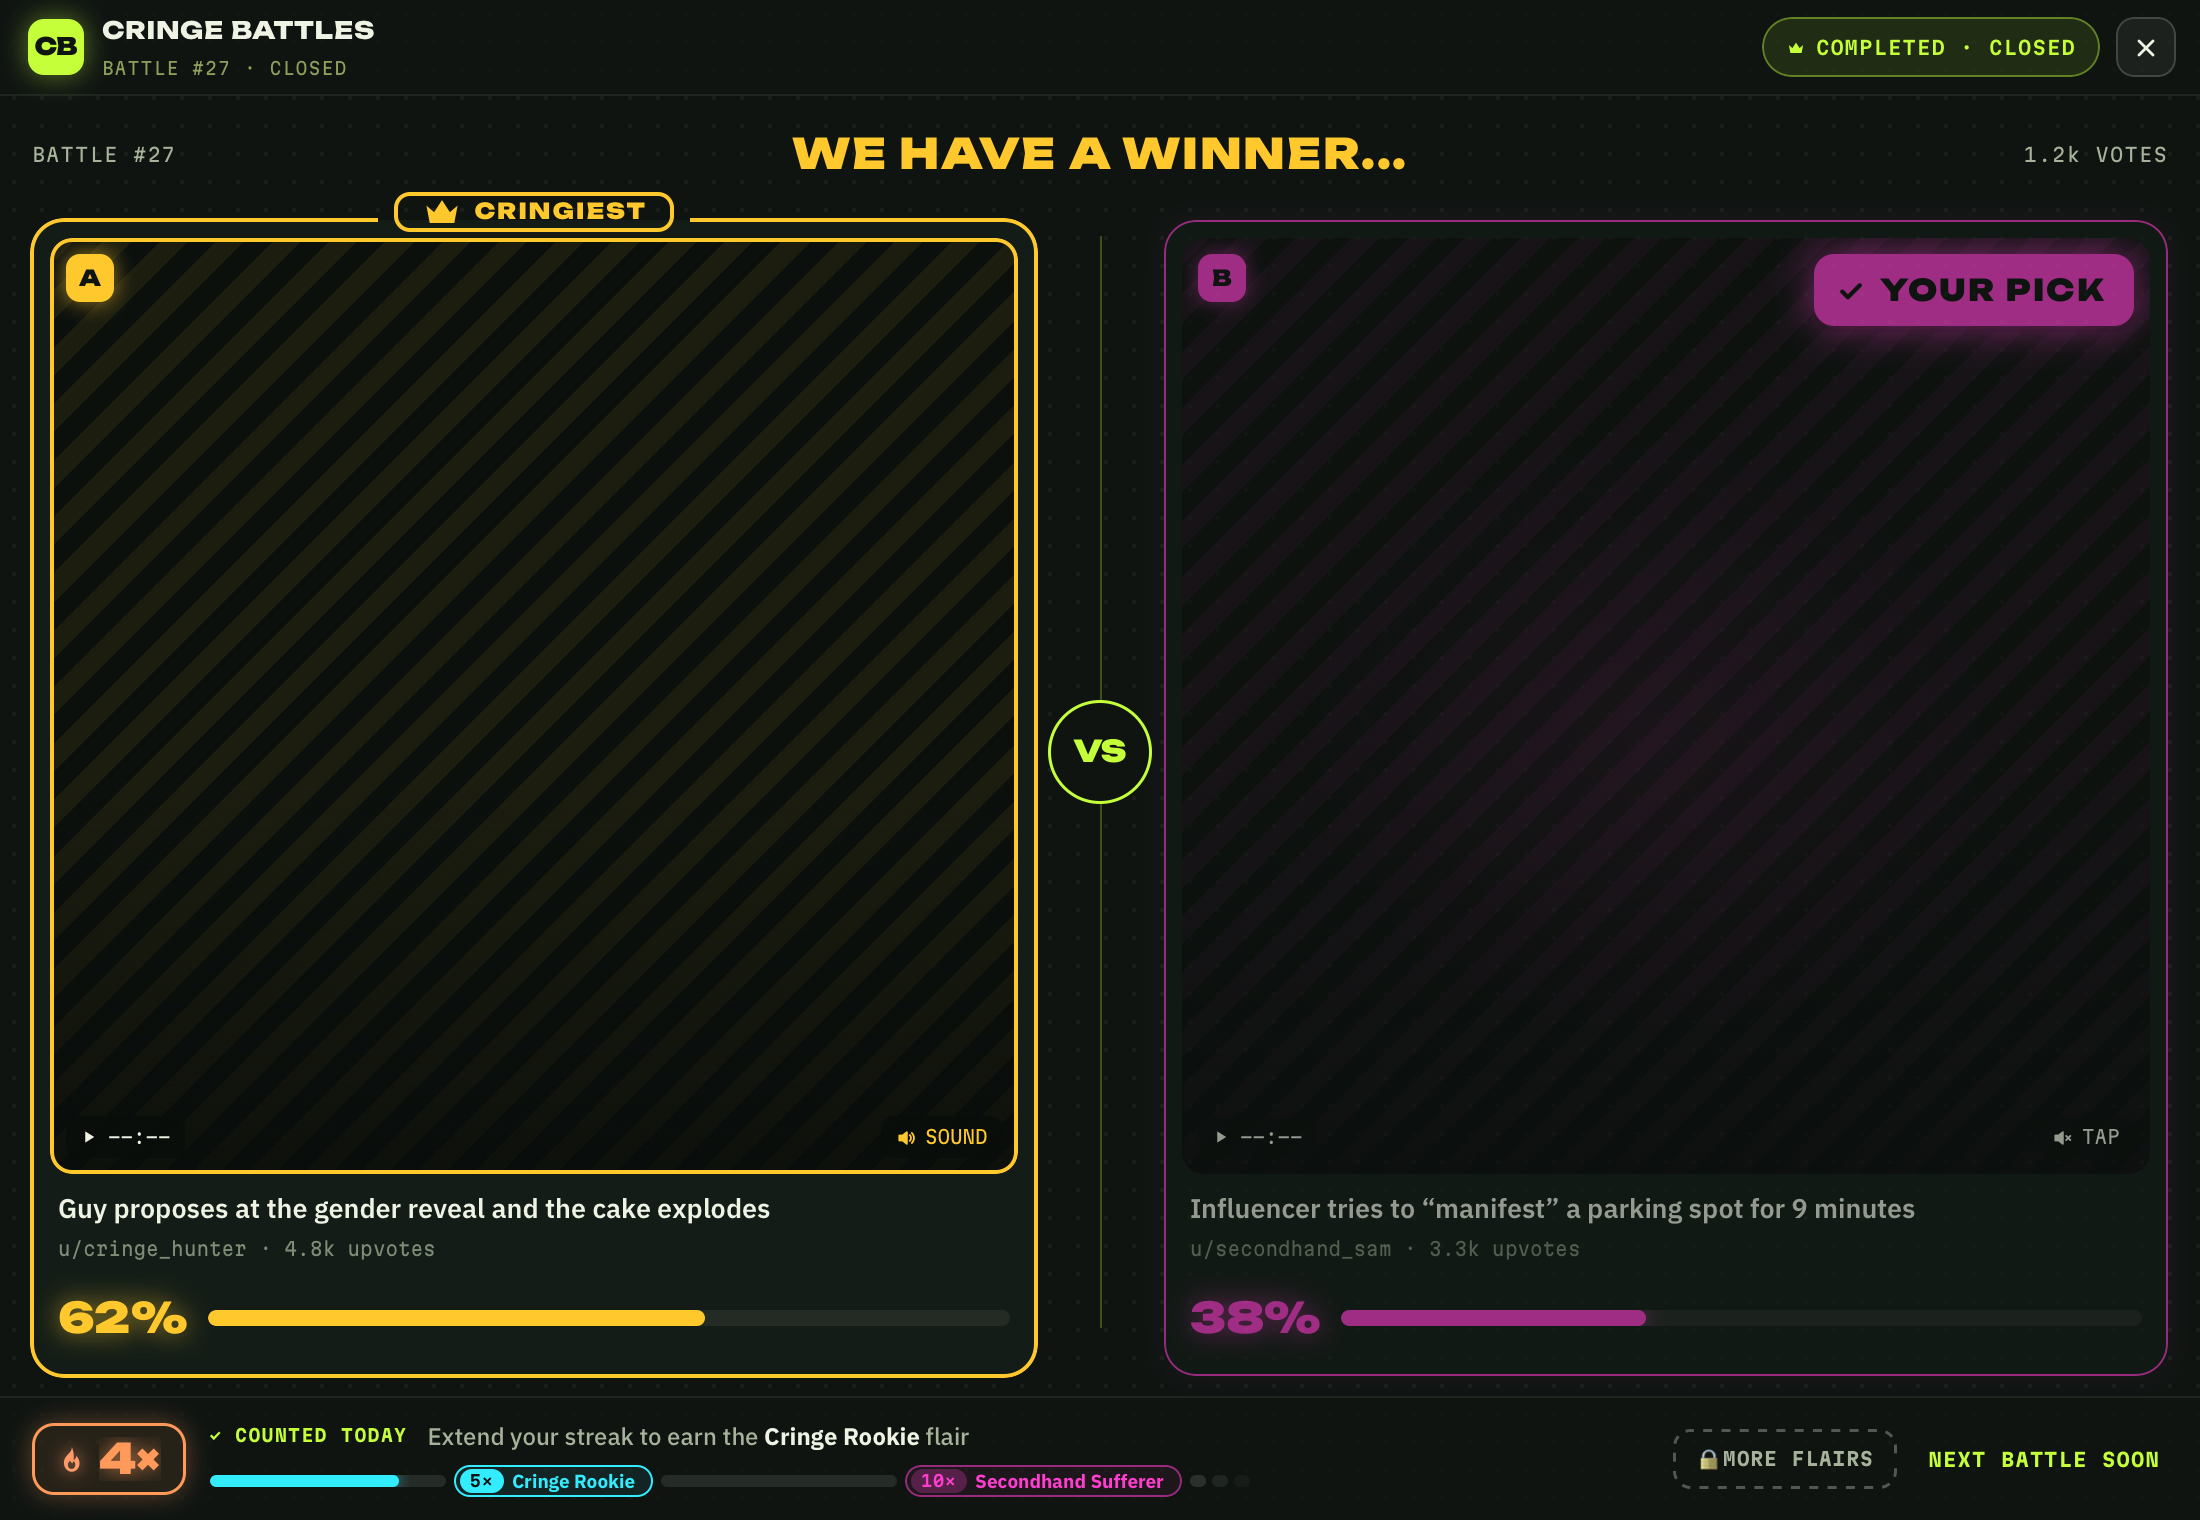 CB
CRINGE BATTLES
BATTLE #27 · CLOSED
COMPLETED · CLOSED
BATTLE #27
WE HAVE A WINNER...
1.2k VOTES
CRINGIEST
A
--:--
SOUND
Guy proposes at the gender reveal and the cake explodes
u/cringe_hunter · 4.8k upvotes
62%
VS
B
YOUR PICK
--:--
TAP
Influencer tries to “manifest” a parking spot for 9 minutes
u/secondhand_sam · 3.3k upvotes
38%
4×
COUNTED TODAY Extend your streak to earn the Cringe Rookie flair
5× Cringe Rookie
10× Secondhand Sufferer
MORE FLAIRS
NEXT BATTLE SOON